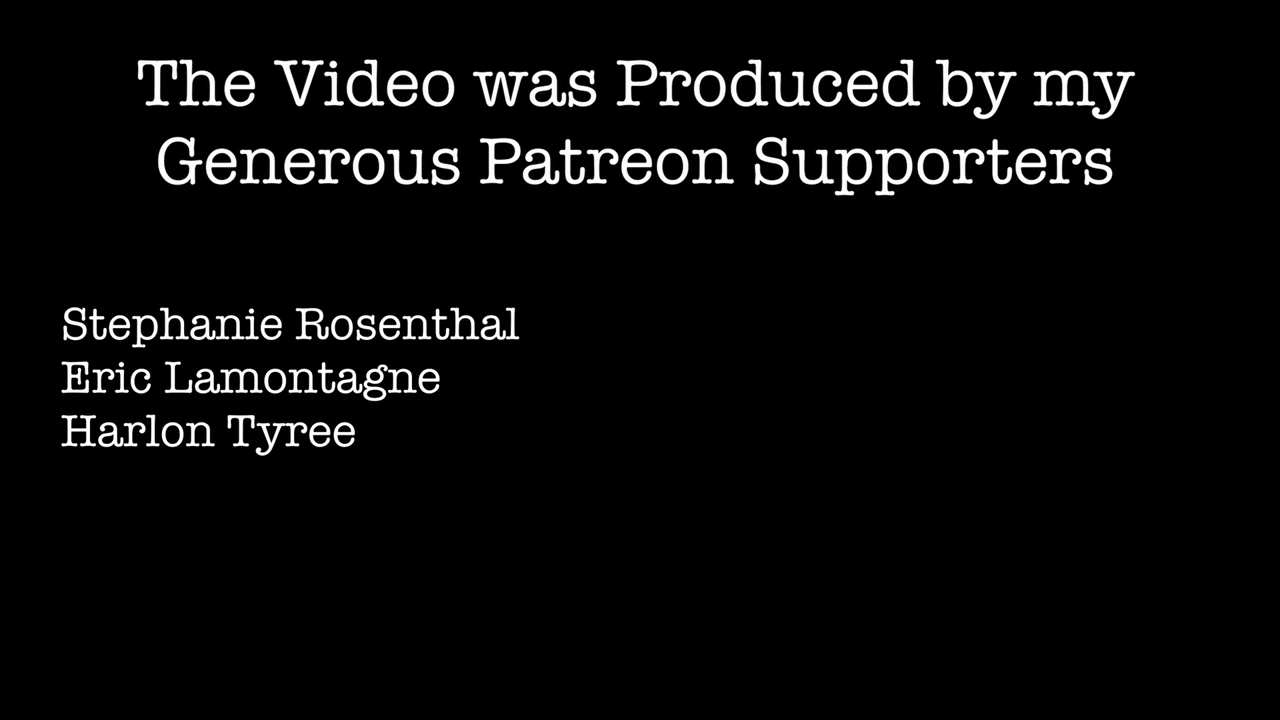 The Video was Produced by my
Generous Patreon Supporters
Stephanie Rosenthal
Eric Lamontagne
Harlon Tyree